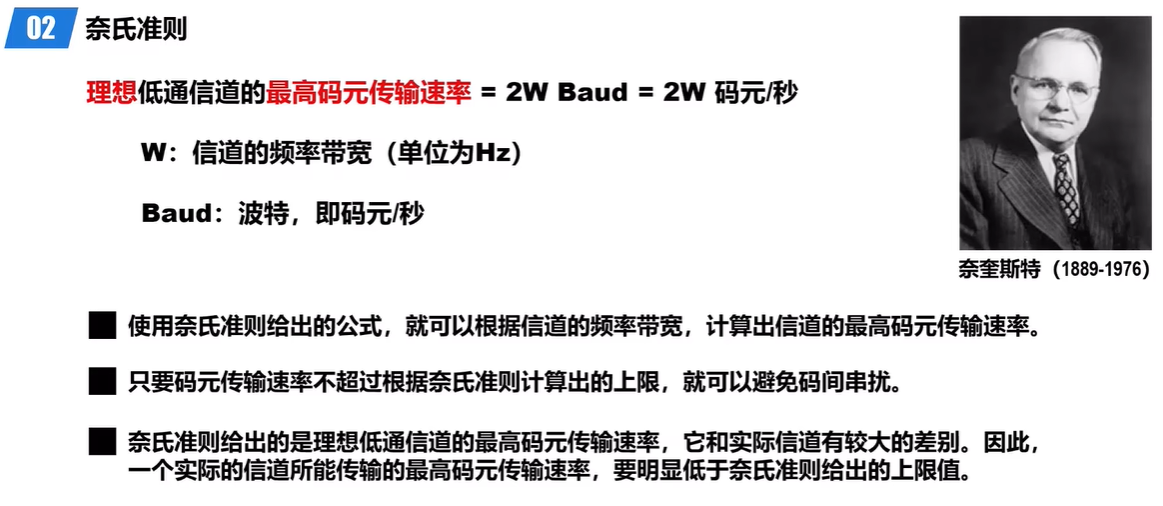 02 奈氏准则
理想低通信道的最高码元传输速率 = 2W Baud = 2W 码元/秒
W：信道的频率带宽（单位为Hz）
Baud：波特，即码元/秒
奈奎斯特（1889-1976）
使用奈氏准则给出的公式，就可以根据信道的频率带宽，计算出信道的最高码元传输速率。
只要码元传输速率不超过根据奈氏准则计算出的上限，就可以避免码间串扰。
奈氏准则给出的是理想低通信道的最高码元传输速率，它和实际信道有较大的差别。因此，
一个实际的信道所能传输的最高码元传输速率，要明显低于奈氏准则给出的上限值。